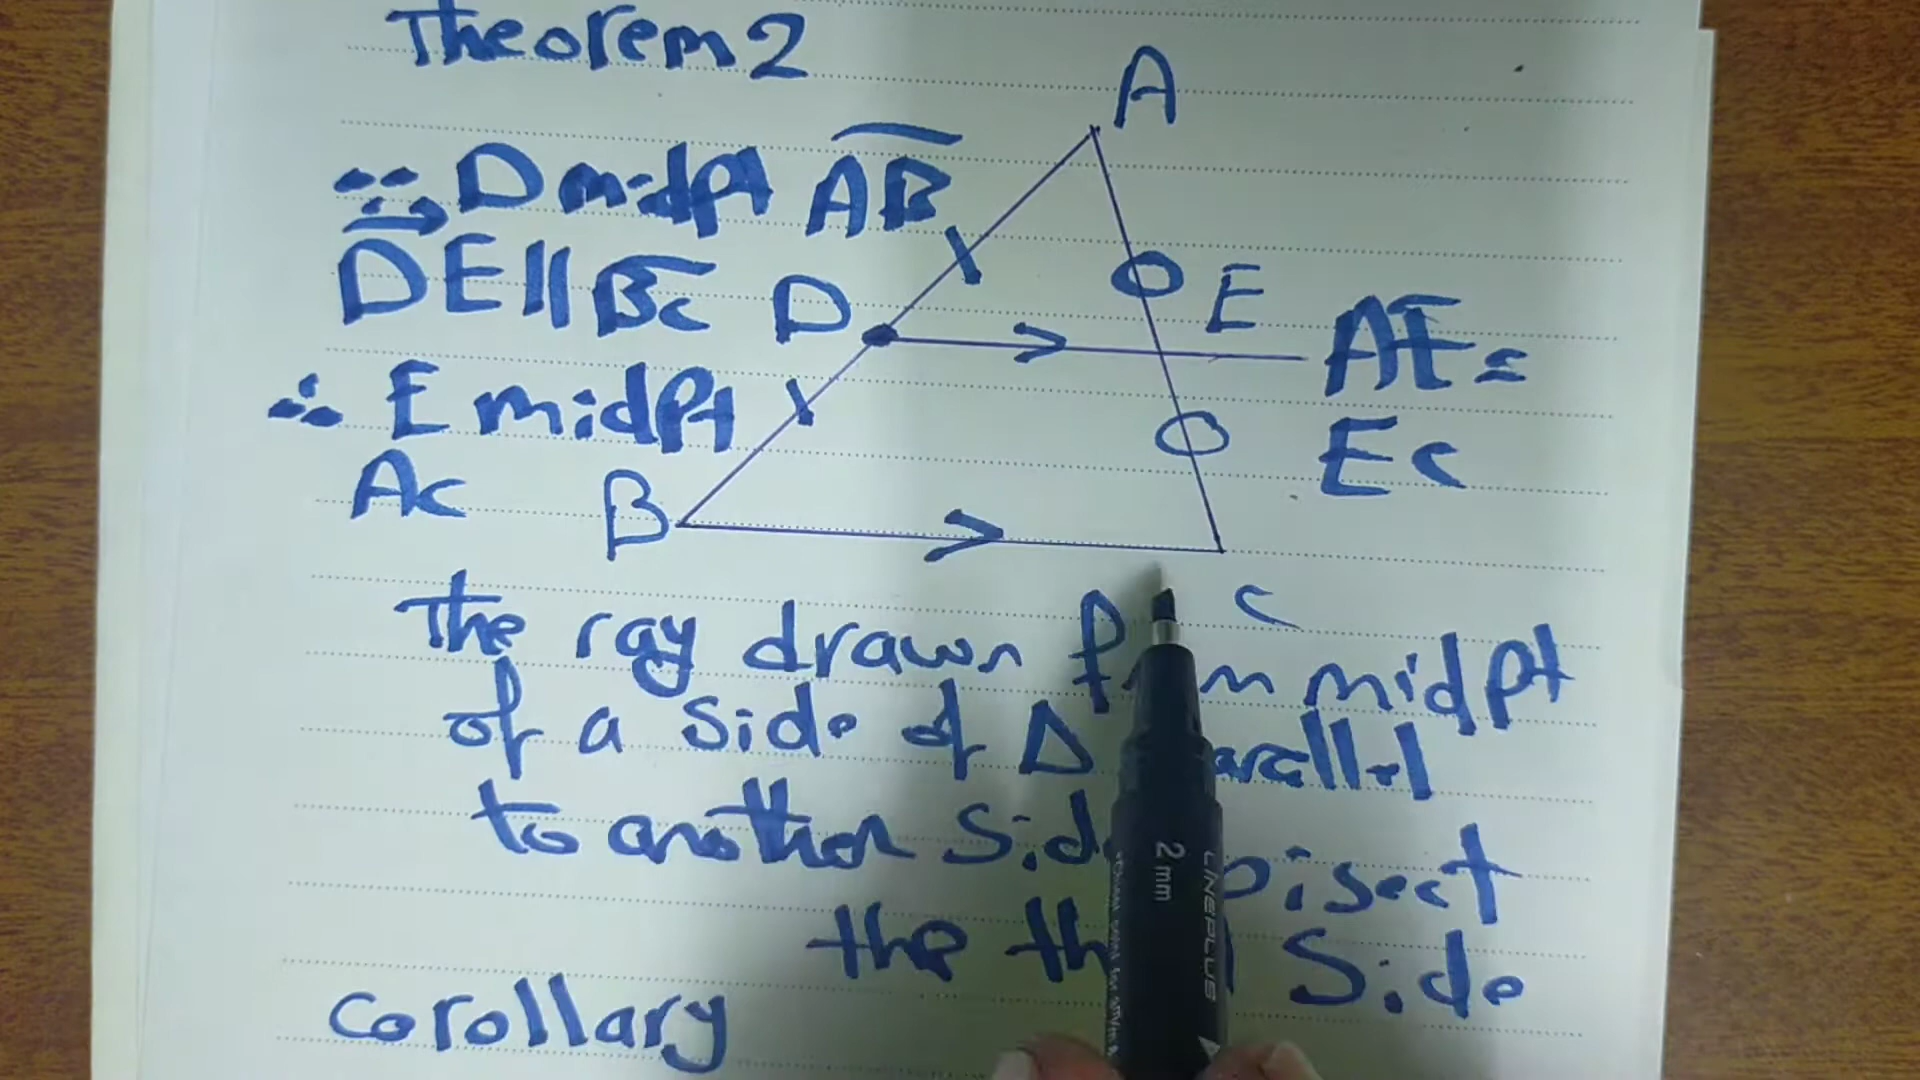 Theorem 2
A
∵ D midpt AB
DE // BC
D
E
AE =
EC
∴ E midpt
AC
B
C
the ray drawn midpt
of a side of Δ
to another
the Side
Corollary
2 mm
LINEPLUS